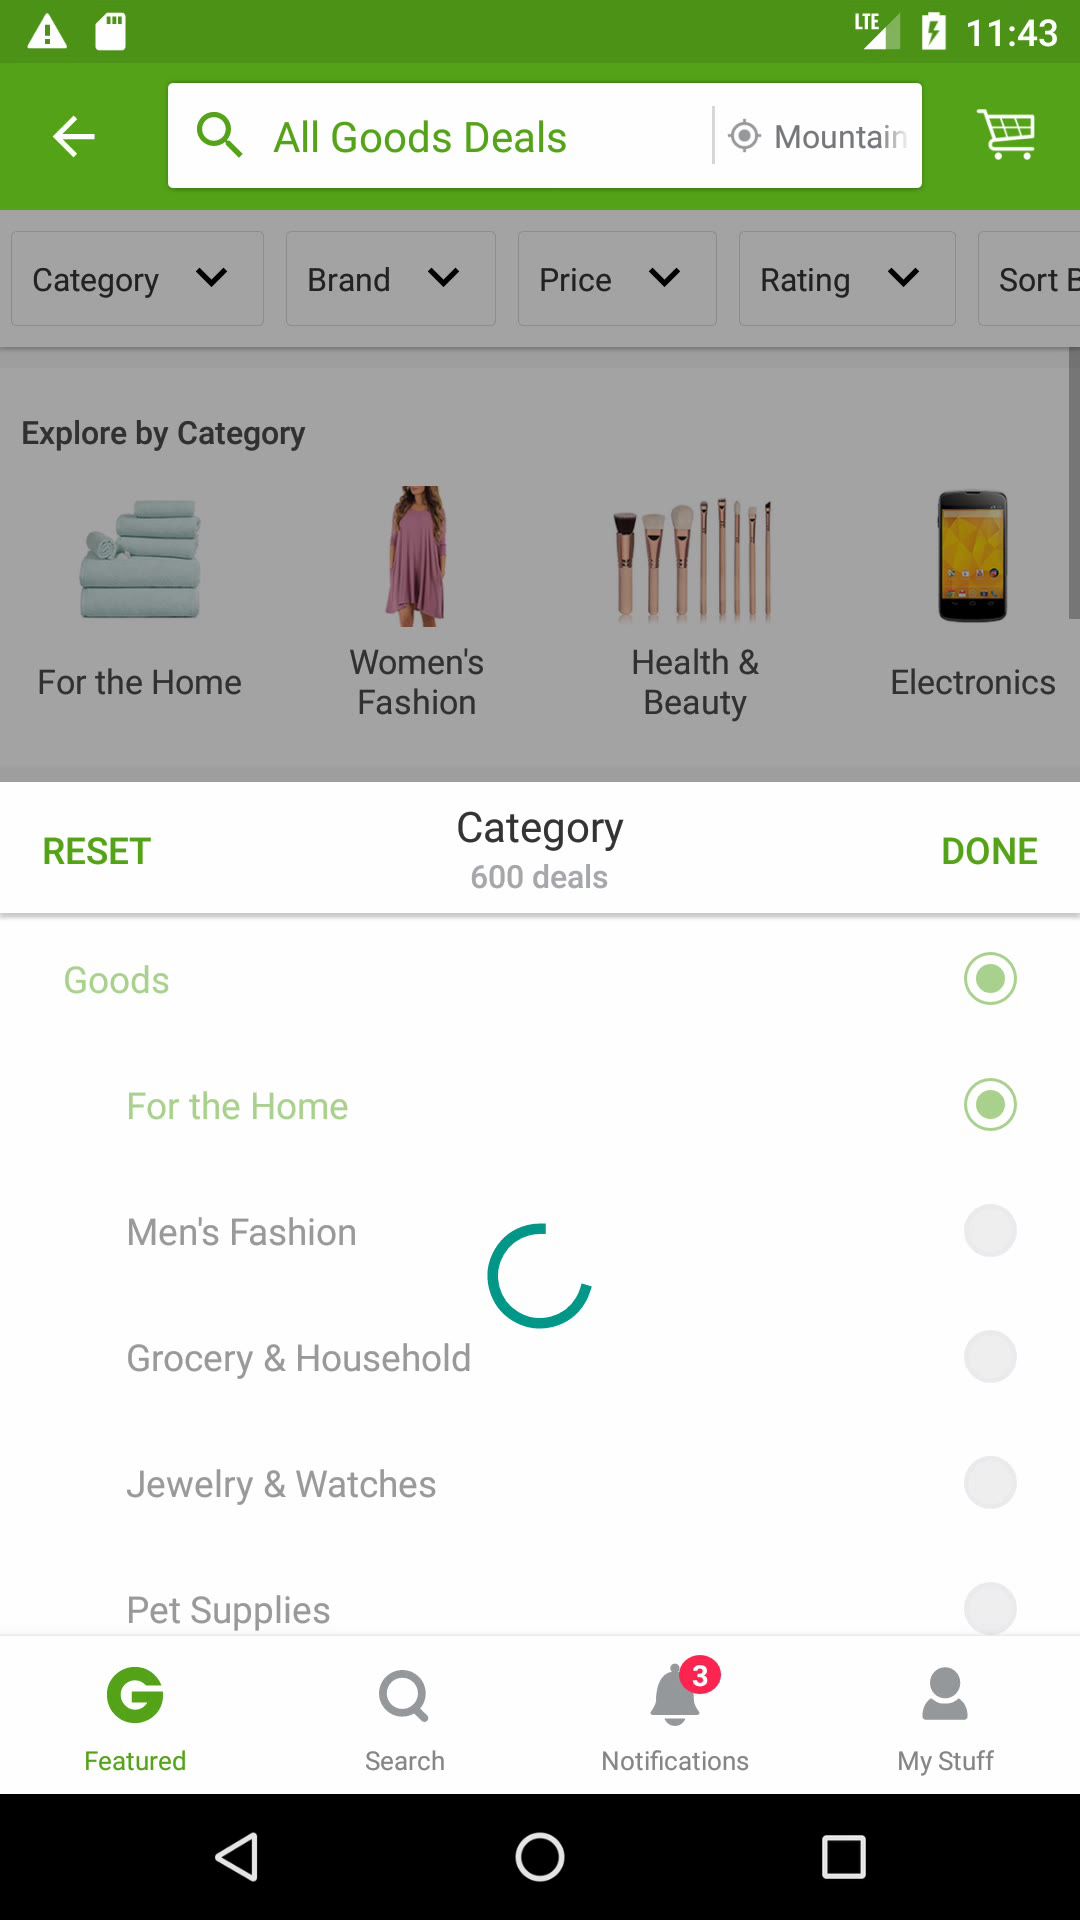 LTE 11:43
All Goods Deals Mountain
Category Brand Price Rating Sort B
Explore by Category
For the Home
Women's
Fashion
Health &
Beauty
Electronics
RESET Category DONE
600 deals
Goods
For the Home
Men's Fashion
Grocery & Household
Jewelry & Watches
Pet Supplies
3
Featured Search Notifications My Stuff